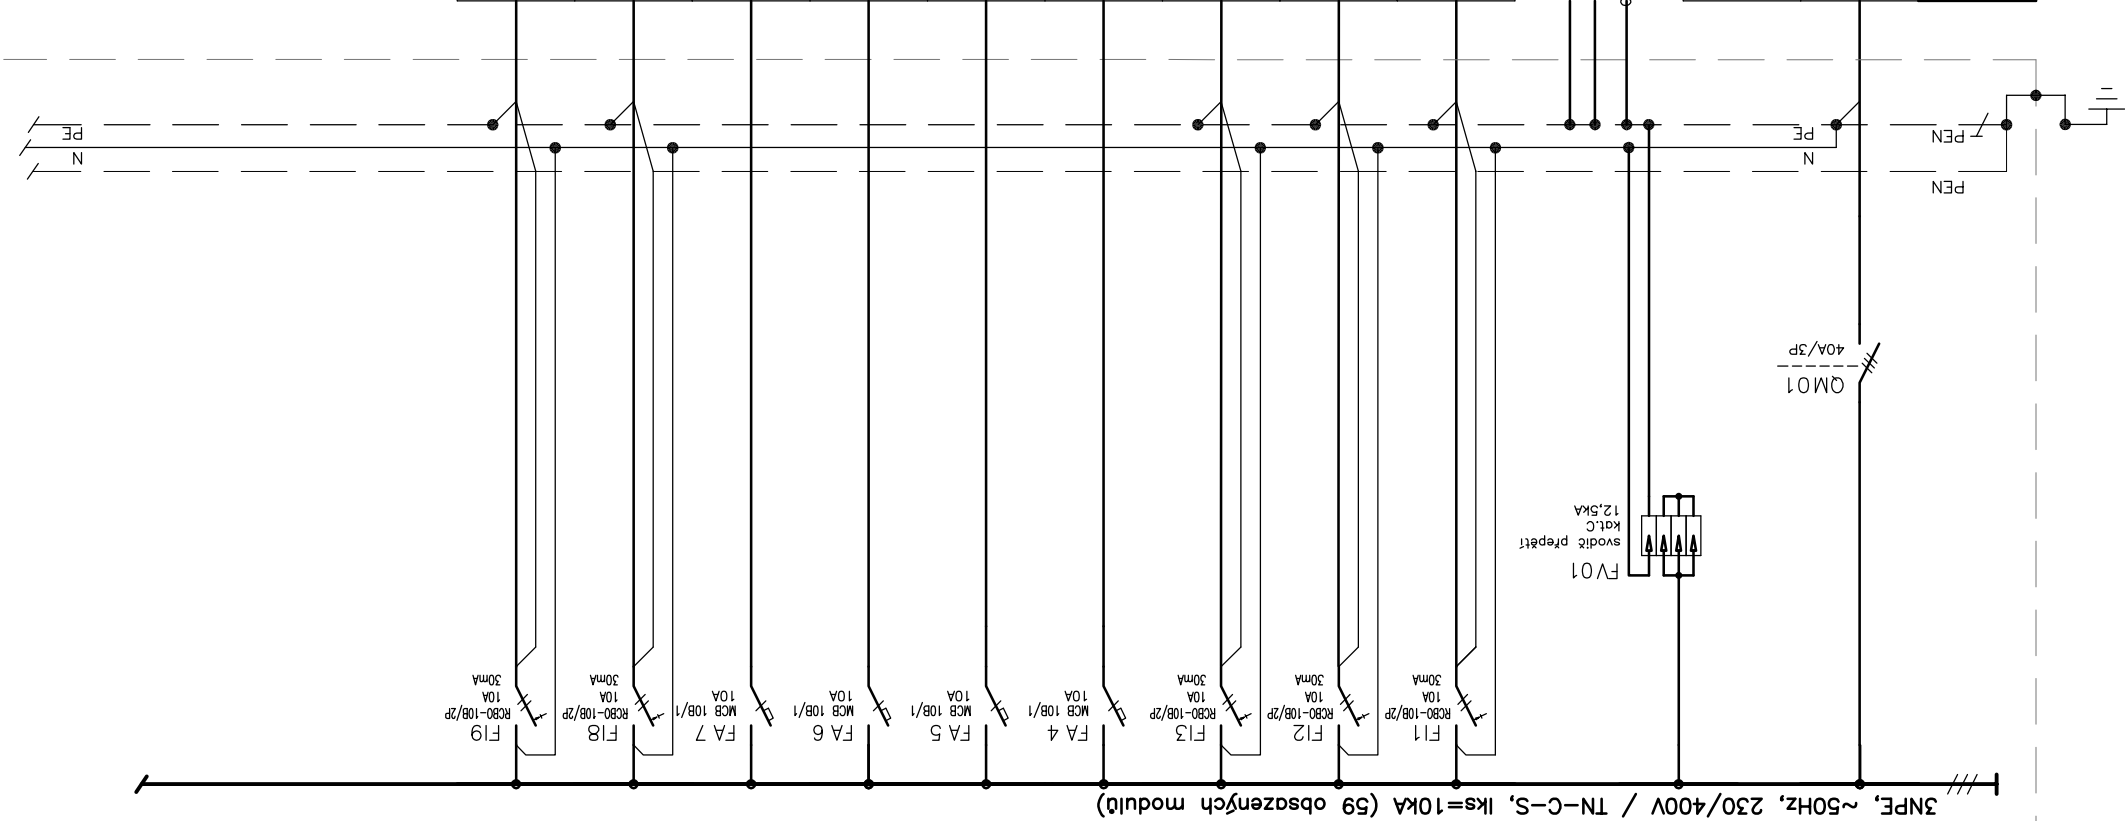 3NPE, ~50Hz, 230/400V / TN-C-S, Iks=10kA (59 obsazených modulů)
FI1
RCBO-10B/2P
10A
30mA
FI2
RCBO-10B/2P
10A
30mA
FI3
RCBO-10B/2P
10A
30mA
FA 4
MCB 10B/1
10A
FA 5
MCB 10B/1
10A
FA 6
MCB 10B/1
10A
FA 7
MCB 10B/1
10A
FI8
RCBO-10B/2P
10A
30mA
FI9
RCBO-10B/2P
10A
30mA
FV01
svodič přepětí
kat.C
12,5kA
QM01
40A/3P
PEN
PEN
N
PE
N
PE